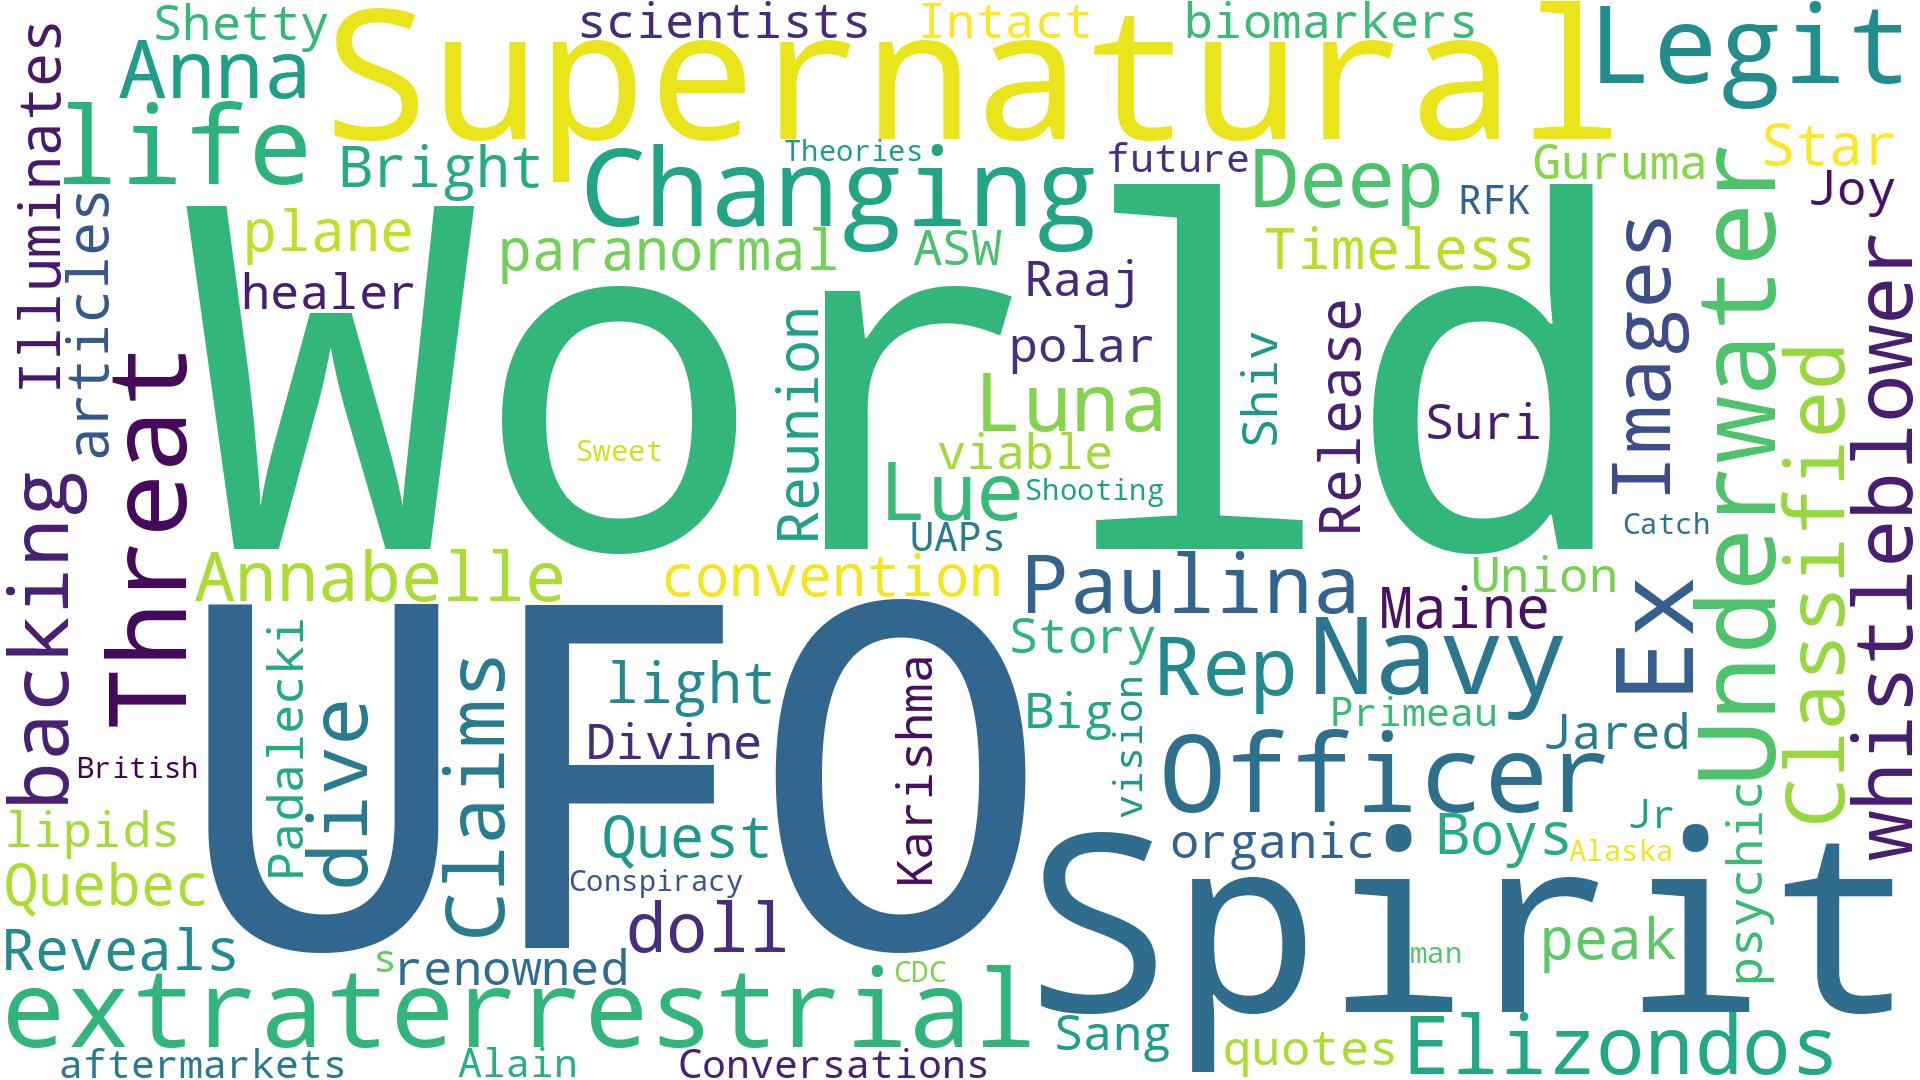 Shetty
scientists
Intact
biomarkers
Supernatural
Legit
Anna
Illuminates
life
Bright
Theories
Changing
future
Deep
Guruma
Star
RFK
Joy
articles
plane
paranormal
ASW
Timeless
healer
Raaj
World
polar
Reunion
Luna
Shiv
Release
Suri
Images
Underwater
Classified
whistleblower
Threat
backing
Sweet
viable
Lue
Shooting
UAPs
Catch
Annabelle
convention
Paulina
Union
Maine
Ex
UFO
Padalecki
dive
Claims
light
Divine
Karishma
Story
Rep
Navy
Big
vision
Primeau
Jared
British
Officer
lipids
Quest
organic
Boys
Jr
Alaska
psychic
Quebec
Conspiracy
Spirit
doll
Reveals
s
renowned
CDC
man
peak
extraterrestrial
Sang
quotes
Elizondos
aftermarkets
Alain
Conversations